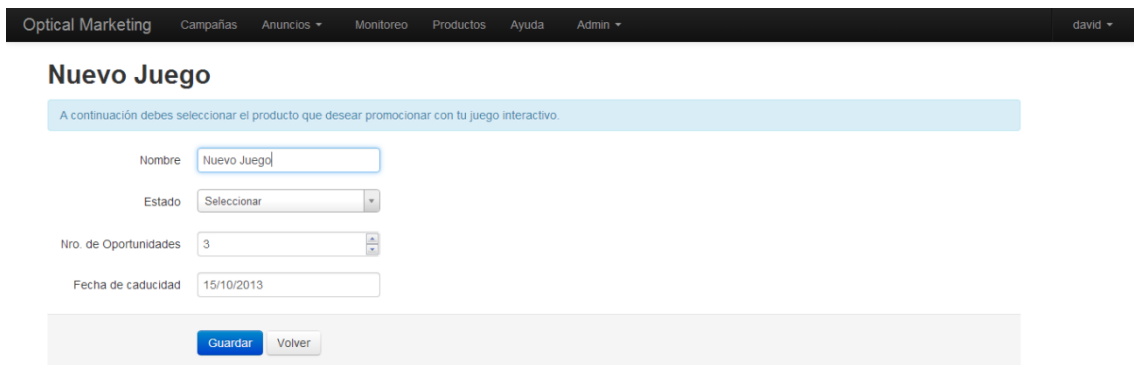 Optical Marketing Campañas Anuncios Monitoreo Productos Ayuda Admin david
Nuevo Juego
A continuación debes seleccionar el producto que desear promocionar con tu juego interactivo.
Nombre Nuevo Juego
Estado Seleccionar
Nro. de Oportunidades 3
Fecha de caducidad 15/10/2013
Guardar Volver